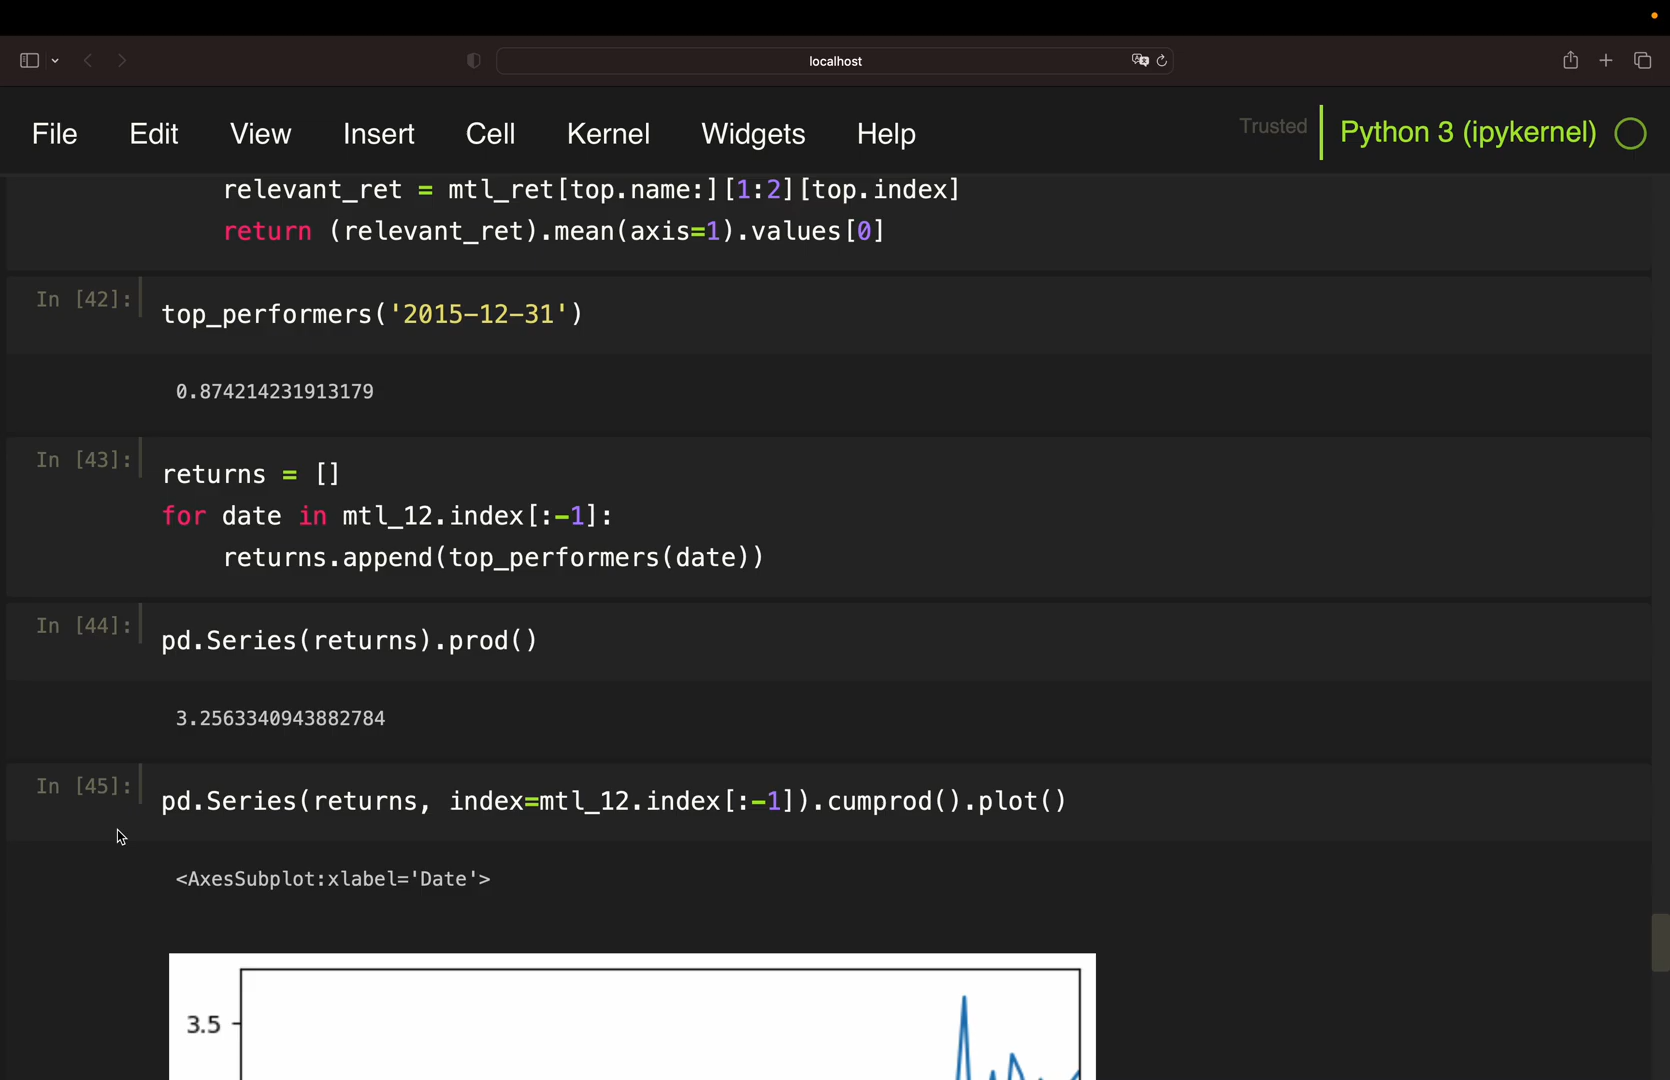 localhost
File Edit View Insert Cell Kernel Widgets Help
Trusted
Python 3 (ipykernel)
relevant_ret = mtl_ret[top.name:][1:2][top.index]
return (relevant_ret).mean(axis=1).values[0]
In [42]:
top_performers('2015-12-31')
0.874214231913179
In [43]:
returns = []
for date in mtl_12.index[:-1]:
returns.append(top_performers(date))
In [44]:
pd.Series(returns).prod()
3.2563340943882784
In [45]:
pd.Series(returns, index=mtl_12.index[:-1]).cumprod().plot()
<AxesSubplot:xlabel='Date'>
3.5